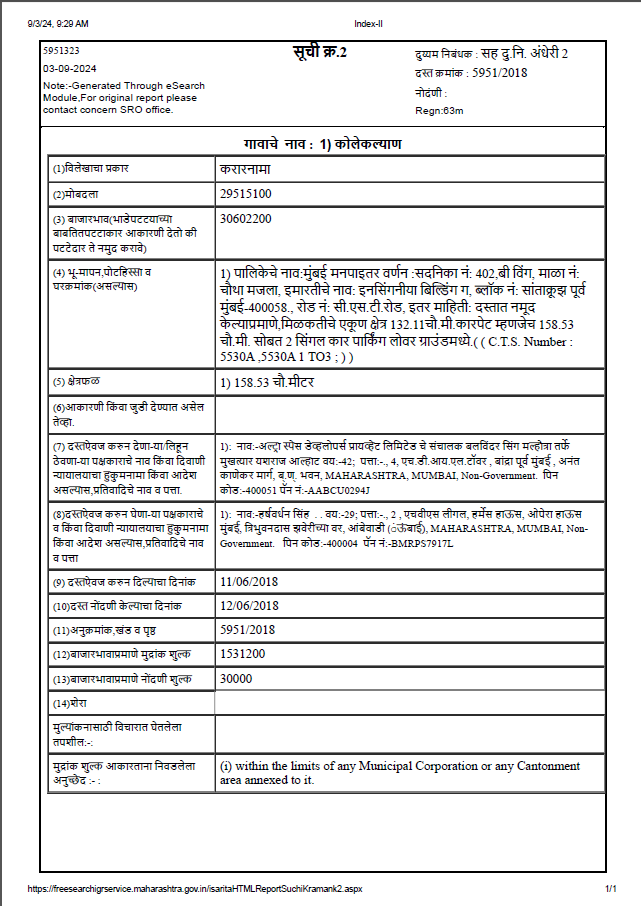 9/3/24, 9:29 AM
Index-II
5951323
03-09-2024
Note:-Generated Through eSearch
Module,For original report please
contact concern SRO office.
सूची क्र.2
दुय्यम निबंधक : सह दु.नि. अंधेरी 2
दस्त क्रमांक : 5951/2018
नोदंणी :
Regn:63m
गावाचे नाव : 1) कोलेकल्याण
(1)विलेखाचा प्रकार
करारनामा
(2)मोबदला
29515100
(3) बाजारभाव(भाडेपटटयाच्या
बाबतितपटटाकार आकारणी देतो की
पटटेदार ते नमुद करावे)
30602200
(4) भू-मापन,पोटहिस्सा व
घरक्रमांक(असल्यास)
1) पालिकेचे नाव:मुंबई मनपाइतर वर्णन :सदनिका नं: 402,बी विंग, माळा नं:
चौथा मजला, इमारतीचे नाव: इनसिंगनीया बिल्डिंग ग, ब्लॉक नं: सांताक्रूझ पूर्व
मुंबई-400058., रोड नं: सी.एस.टी.रोड, इतर माहिती: दस्तात नमूद
केल्याप्रमाणे,मिळकतीचे एकूण क्षेत्र 132.11चौ.मी.कारपेट म्हणजेच 158.53
चौ.मी. सोबत 2 सिंगल कार पार्किंग लोवर ग्राउंडमध्ये.( ( C.T.S. Number :
5530A ,5530A 1 TO3 ; ) )
(5) क्षेत्रफळ
1) 158.53 चौ.मीटर
(6)आकारणी किंवा जुडी देण्यात असेल
तेव्हा.
(7) दस्तऐवज करुन देणा-या/लिहून
ठेवणा-या पक्षकाराचे नाव किंवा दिवाणी
न्यायालयाचा हुकुमनामा किंवा आदेश
असल्यास,प्रतिवादिचे नाव व पत्ता.
1): नाव:-अल्ट्रा स्पेस डेव्हलोपर्स प्रायव्हेट लिमिटेड चे संचालक बलविंदर सिंग मल्होत्रा तर्फे
मुखत्यार यशराज आल्हाट वय:-42; पत्ता:-., 4, एच.डी.आय.एल.टॉवर , बांद्रा पूर्व मुंबई , अनंत
काणेकर मार्ग, बृ.ण्. भवन, MAHARASHTRA, MUMBAI, Non-Government. पिन
कोड:-400051 पॅन नं:-AABCU0294J
(8)दस्तऐवज करुन घेणा-या पक्षकाराचे
व किंवा दिवाणी न्यायालयाचा हुकुमनामा
किंवा आदेश असल्यास,प्रतिवादिचे नाव
व पत्ता
1): नाव:-हर्षवर्धन सिंह . . वय:-29; पत्ता:-., 2 , एचवीएस लीगल, हर्मेस हाऊस, ओपेरा हाऊस
मुंबई, त्रिभुवनदास झवेरीच्या वर, आंबेवाडी (ंऊंबाई), MAHARASHTRA, MUMBAI, Non-
Government. पिन कोड:-400004 पॅन नं:-BMRPS7917L
(9) दस्तऐवज करुन दिल्याचा दिनांक
11/06/2018
(10)दस्त नोंदणी केल्याचा दिनांक
12/06/2018
(11)अनुक्रमांक,खंड व पृष्ठ
5951/2018
(12)बाजारभावाप्रमाणे मुद्रांक शुल्क
1531200
(13)बाजारभावाप्रमाणे नोंदणी शुल्क
30000
(14)शेरा
मुल्यांकनासाठी विचारात घेतलेला
तपशील:-:
मुद्रांक शुल्क आकारताना निवडलेला
अनुच्छेद :- :
(i) within the limits of any Municipal Corporation or any Cantonment
area annexed to it.
https://freesearchigrservice.maharashtra.gov.in/isaritaHTMLReportSuchiKramank2.aspx
1/1